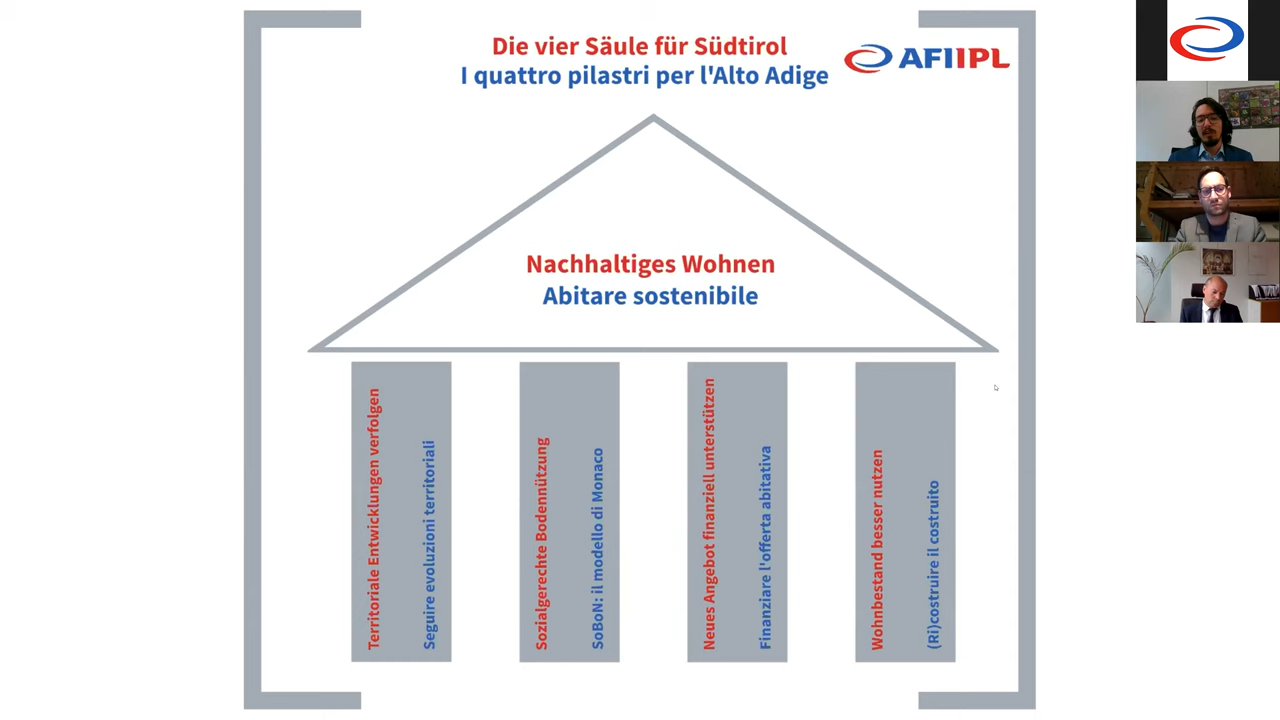 Die vier Säule für Südtirol
I quattro pilastri per l'Alto Adige
AFIIPL
Nachhaltiges Wohnen
Abitare sostenibile
Territoriale Entwicklungen verfolgen
Seguire evoluzioni territoriali
Sozialgerechte Bodennützung
SoBoN: il modello di Monaco
Neues Angebot finanziell unterstützen
Finanziare l'offerta abitativa
Wohnbestand besser nutzen
(Ri)costruire il costruito